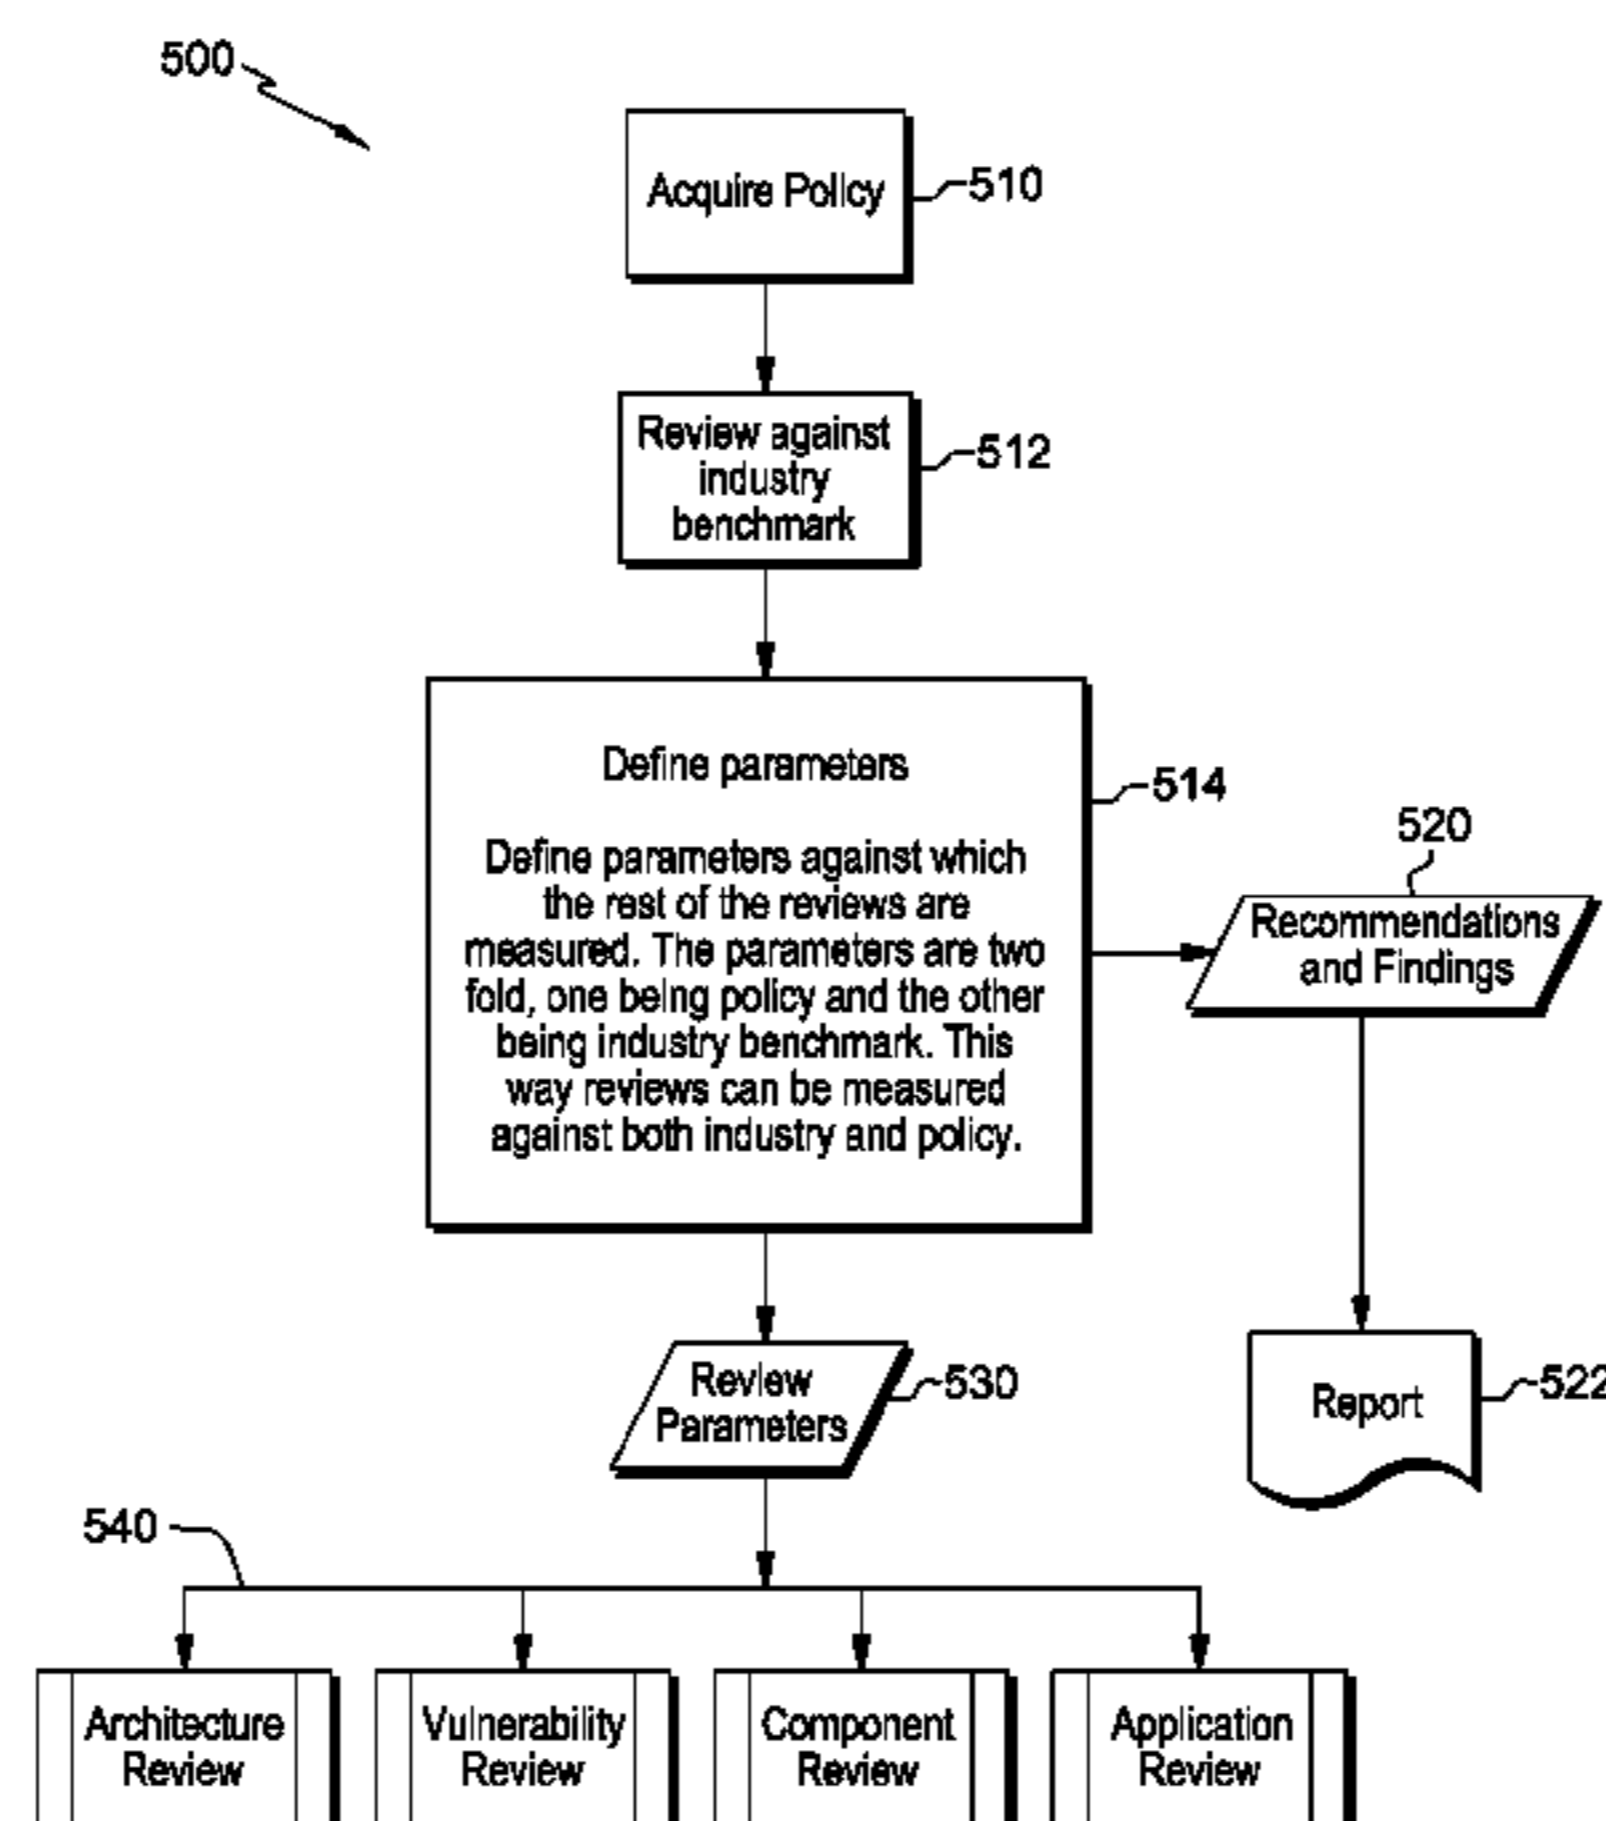 500
Acquire Policy
510
Review against
industry
benchmark
512
Define parameters
514
Define parameters against which
the rest of the reviews are
measured. The parameters are two
fold, one being policy and the other
being industry benchmark. This
way reviews can be measured
against both industry and policy.
520
Recommendations
and Findings
Review
Parameters
530
Report
522
540
Architecture
Review
Vulnerability
Review
Component
Review
Application
Review